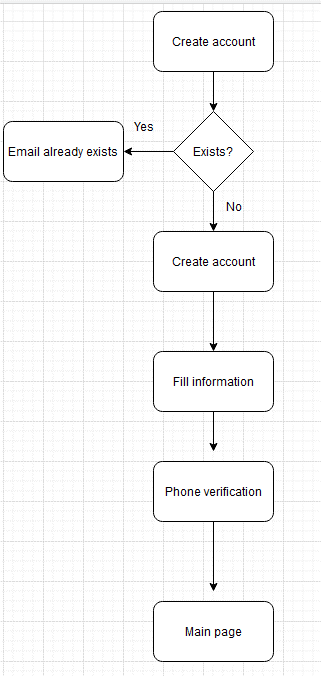 Create account
Yes
Email already exists
Exists?
No
Create account
Fill information
Phone verification
Main page